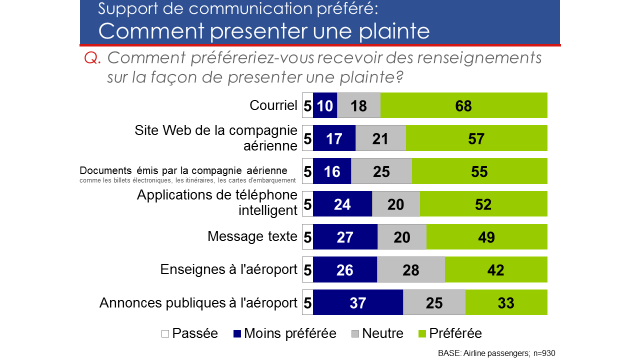 Support de communication préféré:
Comment presenter une plainte
Q. Comment préféreriez-vous recevoir des renseignements
sur la façon de presenter une plainte?
Courriel 5 10 18 68
Site Web de la compagnie
aérienne 5 17 21 57
Documents émis par la compagnie aérienne
comme les billets électroniques, les itinéraires, les cartes d'embarquement 5 16 25 55
Applications de téléphone
intelligent 5 24 20 52
Message texte 5 27 20 49
Enseignes à l'aéroport 5 26 28 42
Annonces publiques à l'aéroport 5 37 25 33
Passée Moins préférée Neutre Préférée
BASE: Airline passengers; n=930